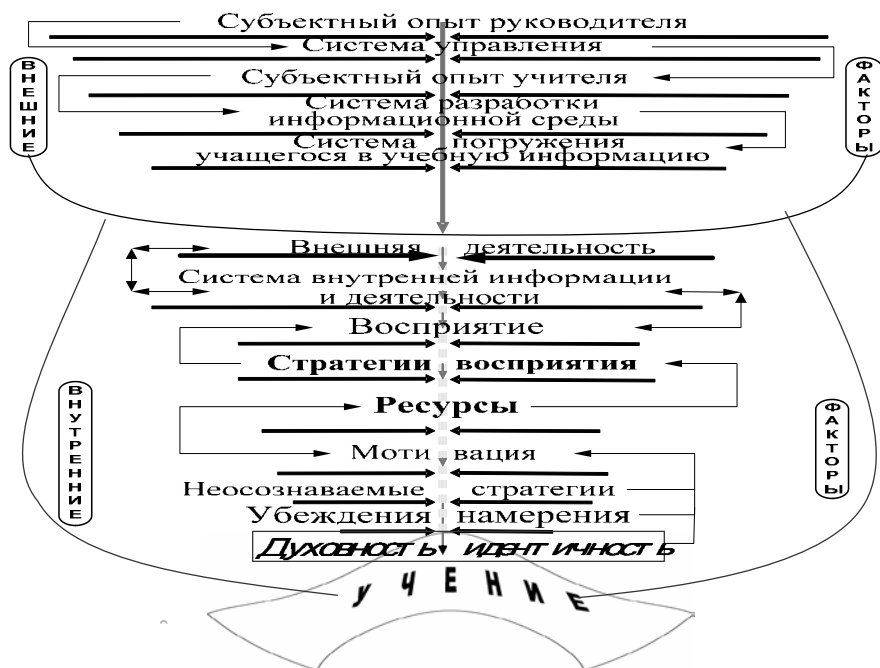 Субъектный опыт руководителя
Система управления
Субъектный опыт учителя
Система разработки
информационной среды
Система погружения
учащегося в учебную информацию
ВНЕШНИЕ
ФАКТОРЫ
Внешняя деятельность
Система внутренней информации
и деятельности
Восприятие
Стратегии восприятия
Ресурсы
Моти вация
Неосознаваемые стратегии
Убеждения намерения
Духовность идентичность
ВНУТРЕННИЕ
ФАКТОРЫ
УЧЕНИЕ